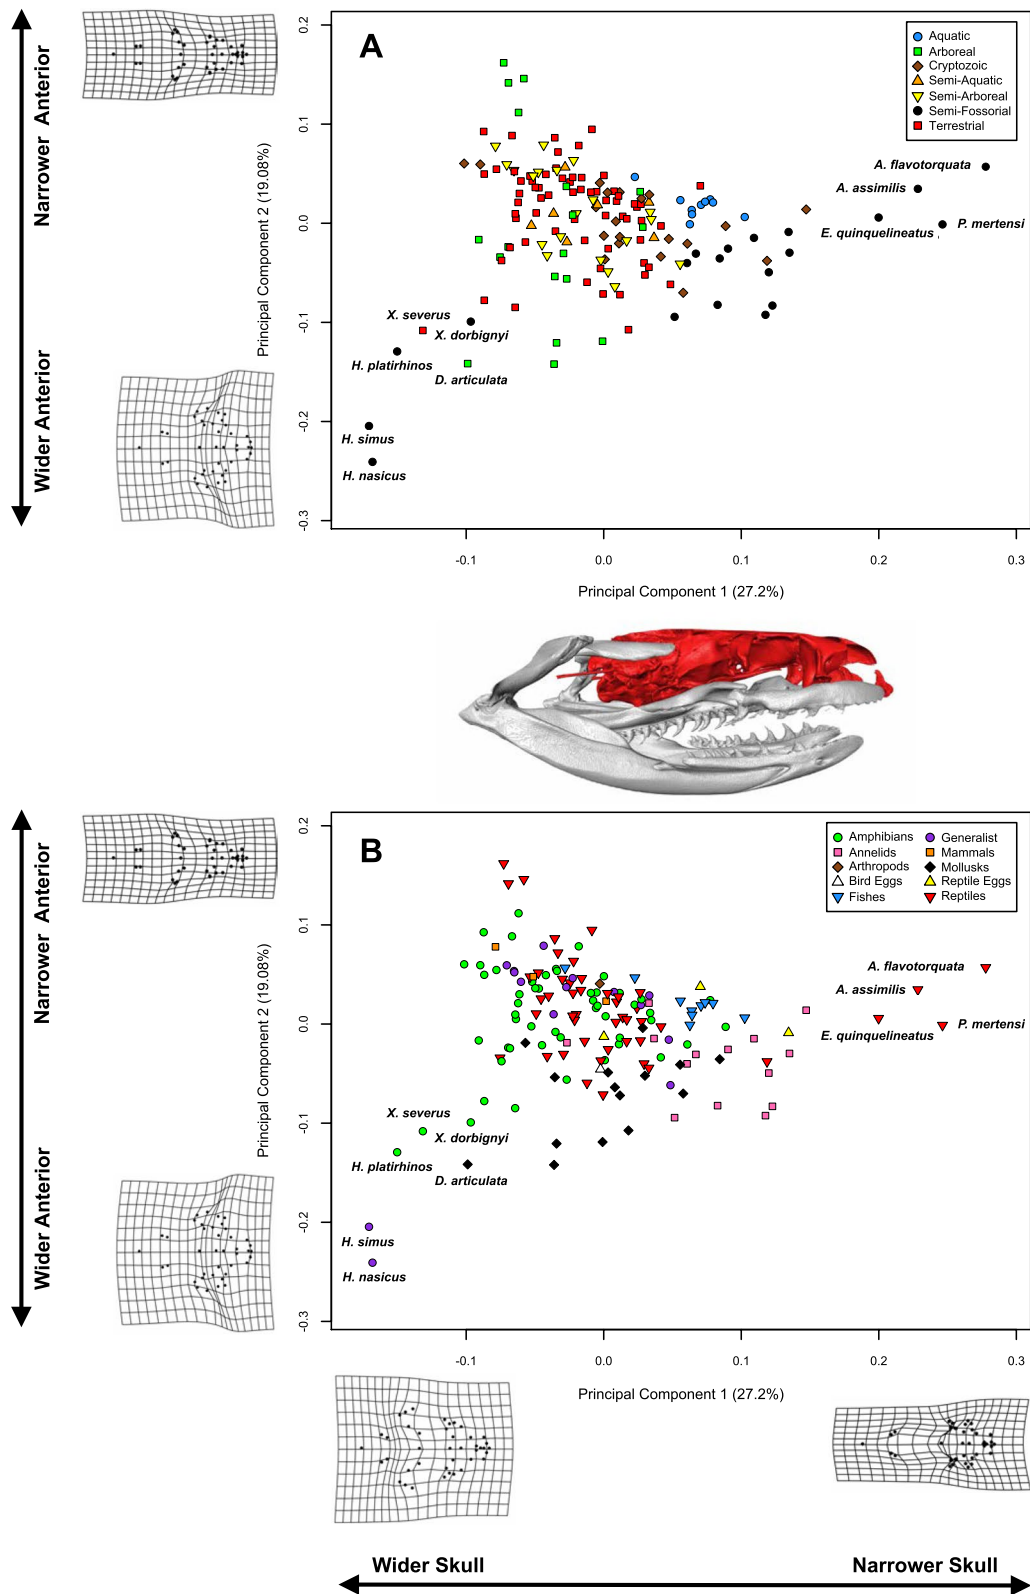 A
Aquatic
Arboreal
Cryptozoic
Semi-Aquatic
Semi-Arboreal
Semi-Fossorial
Terrestrial
Narrower Anterior
Wider Anterior
Principal Component 2 (19.08%)
0.2
0.1
0.0
-0.1
-0.2
-0.3
A. flavotorquata
A. assimilis
E. quinquelineatus
P. mertensi
X. severus
X. dorbignyi
H. platirhinos
D. articulata
H. simus
H. nasicus
-0.1 0.0 0.1 0.2 0.3
Principal Component 1 (27.2%)
B
Amphibians Generalist
Annelids Mammals
Arthropods Mollusks
Bird Eggs Reptile Eggs
Fishes Reptiles
Narrower Anterior
Wider Anterior
Principal Component 2 (19.08%)
0.2
0.1
0.0
-0.1
-0.2
-0.3
A. flavotorquata
A. assimilis
E. quinquelineatus
P. mertensi
X. severus
X. dorbignyi
H. platirhinos
D. articulata
H. simus
H. nasicus
-0.1 0.0 0.1 0.2 0.3
Principal Component 1 (27.2%)
Wider Skull Narrower Skull